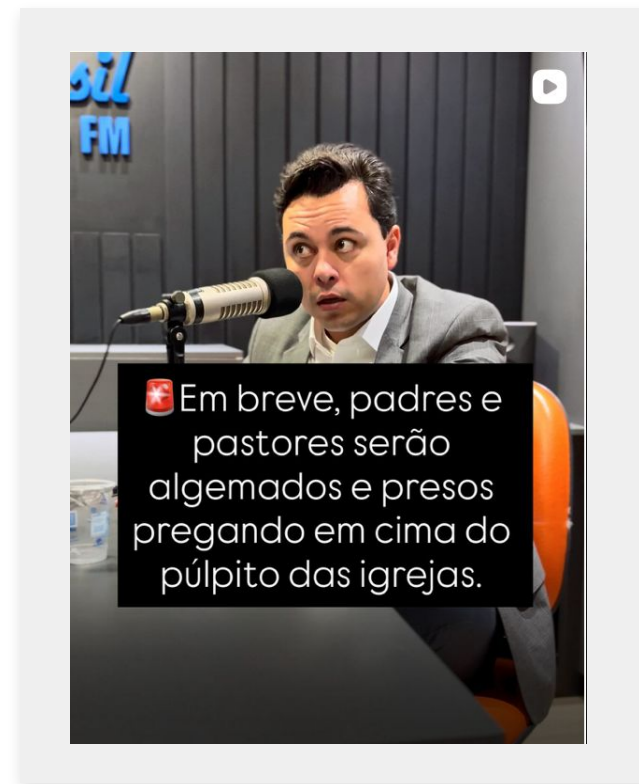 sil
FM
🚨Em breve, padres e
pastores serão
algemados e presos
pregando em cima do
púlpito das igrejas.